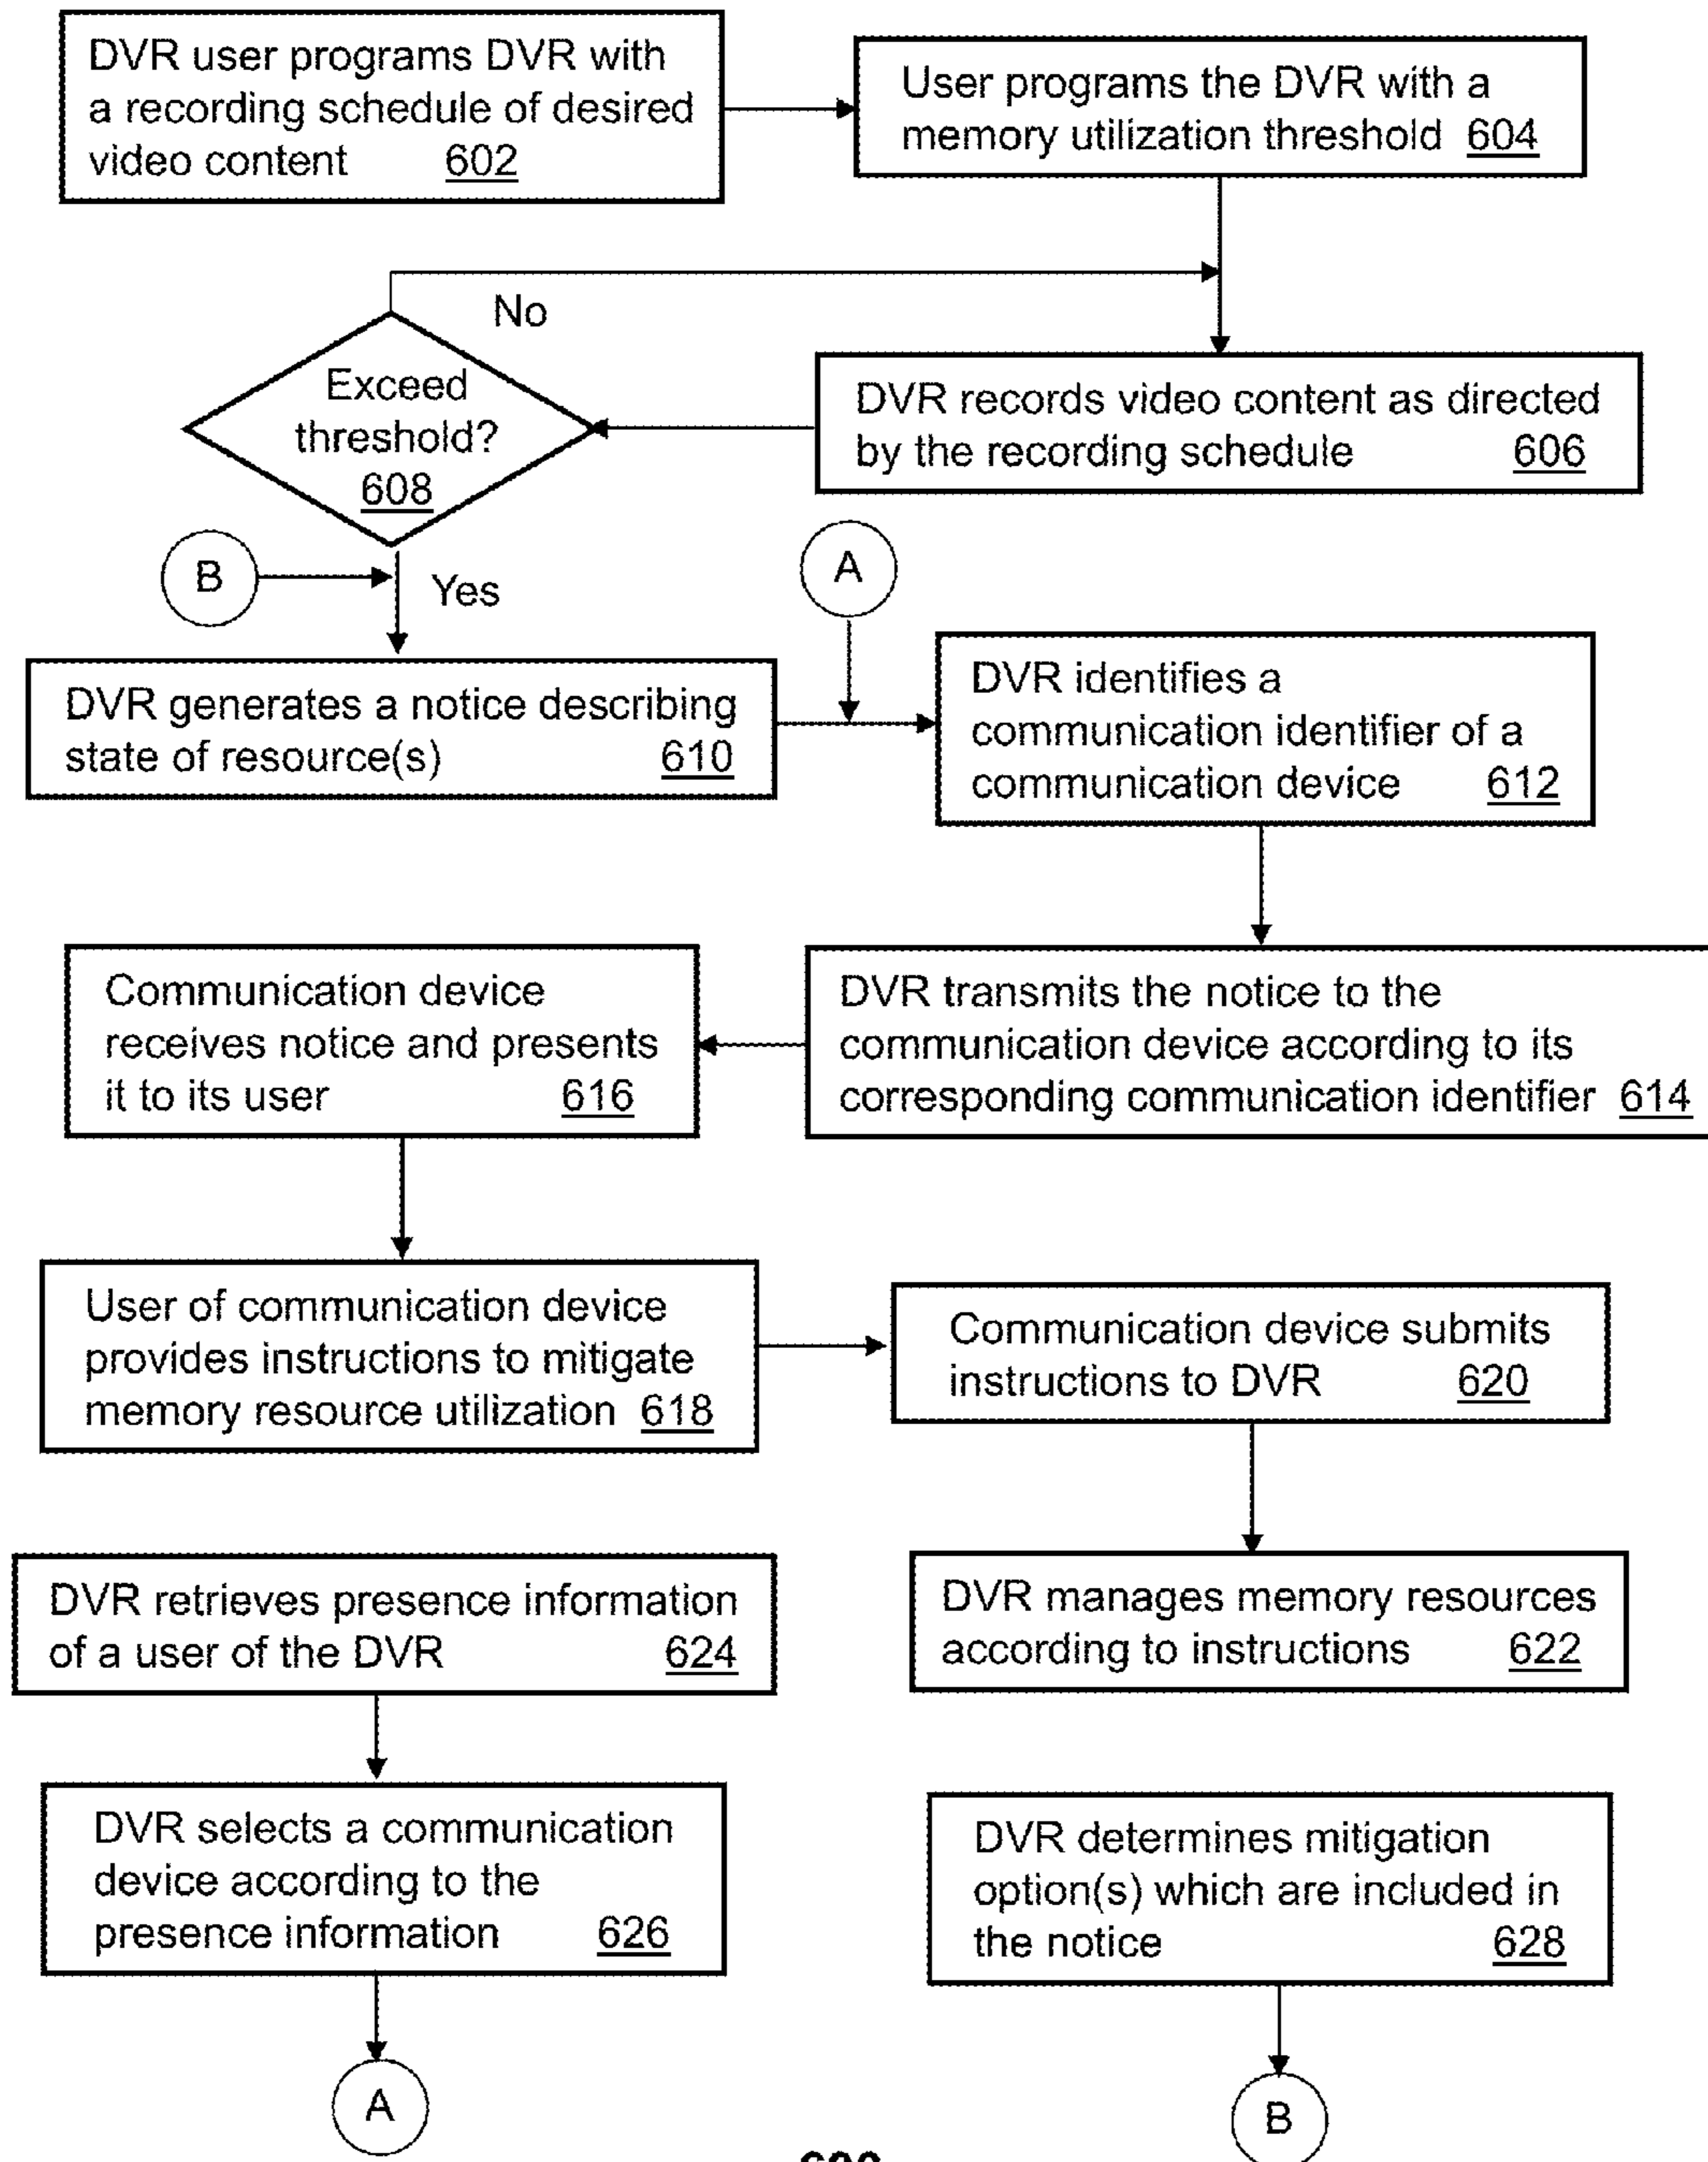 DVR user programs DVR with
a recording schedule of desired
video content 602
User programs the DVR with a
memory utilization threshold 604
No
Exceed
threshold?
608
DVR records video content as directed
by the recording schedule 606
B
Yes
A
DVR generates a notice describing
state of resource(s) 610
DVR identifies a
communication identifier of a
communication device 612
Communication device
receives notice and presents
it to its user 616
DVR transmits the notice to the
communication device according to its
corresponding communication identifier 614
User of communication device
provides instructions to mitigate
memory resource utilization 618
Communication device submits
instructions to DVR 620
DVR retrieves presence information
of a user of the DVR 624
DVR manages memory resources
according to instructions 622
DVR selects a communication
device according to the
presence information 626
DVR determines mitigation
option(s) which are included in
the notice 628
A
B